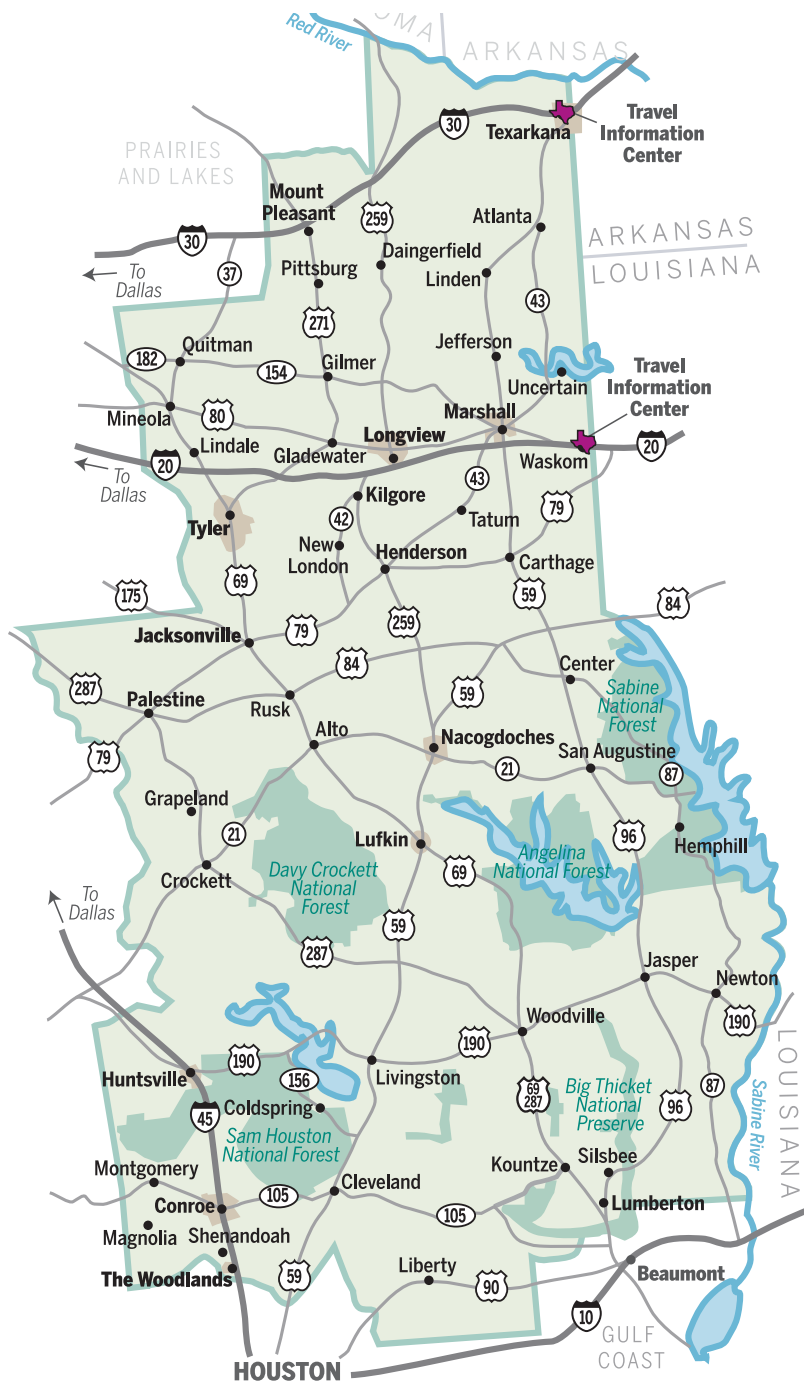 OMA
ARKANSAS
Red River
30
Texarkana
Travel
Information
Center
PRAIRIES
AND LAKES
Mount
Pleasant
259
Atlanta
ARKANSAS
LOUISIANA
30
Daingerfield
To
Dallas
37
Pittsburg
Linden
43
271
Quitman
Jefferson
182
154
Gilmer
Uncertain
Travel
Information
Center
Mineola
80
Marshall
Lindale
Gladewater
Longview
20
To
Dallas
20
Waskom
43
Kilgore
79
Tyler
42
Tatum
New
London
Henderson
Carthage
69
59
175
84
Jacksonville
79
259
84
Center
287
Palestine
Rusk
59
Sabine
National
Forest
79
Alto
Nacogdoches
21
San Augustine
87
Grapeland
21
Lufkin
96
Hemphill
Crockett
Davy Crockett
National
Forest
69
Angelina
National Forest
To
Dallas
59
287
Jasper
Newton
190
Woodville
LOUISIANA
190
190
Huntsville
156
Livingston
69
287
Big Thicket
National
Preserve
87
Sabine River
45
Coldspring
96
Sam Houston
National Forest
Montgomery
Kountze
Silsbee
Conroe
105
Cleveland
105
Lumberton
Magnolia
Shenandoah
The Woodlands
59
Liberty
90
Beaumont
10
GULF
COAST
HOUSTON